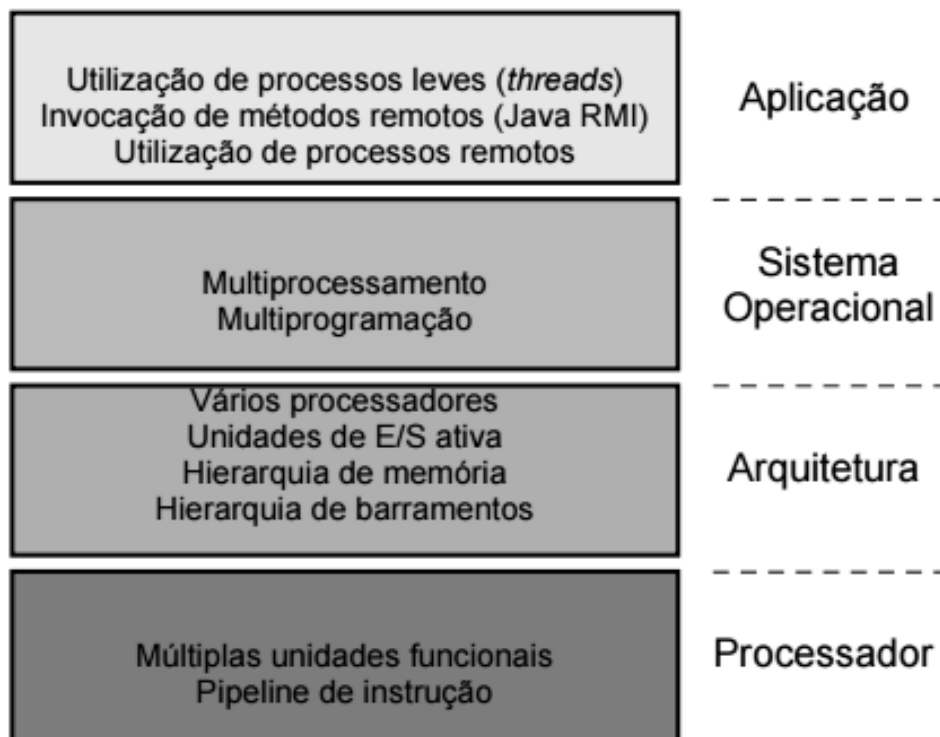 Utilização de processos leves (threads)
Invocação de métodos remotos (Java RMI)
Utilização de processos remotos
Aplicação
Multiprocessamento
Multiprogramação
Sistema
Operacional
Vários processadores
Unidades de E/S ativa
Hierarquia de memória
Hierarquia de barramentos
Arquitetura
Múltiplas unidades funcionais
Pipeline de instrução
Processador